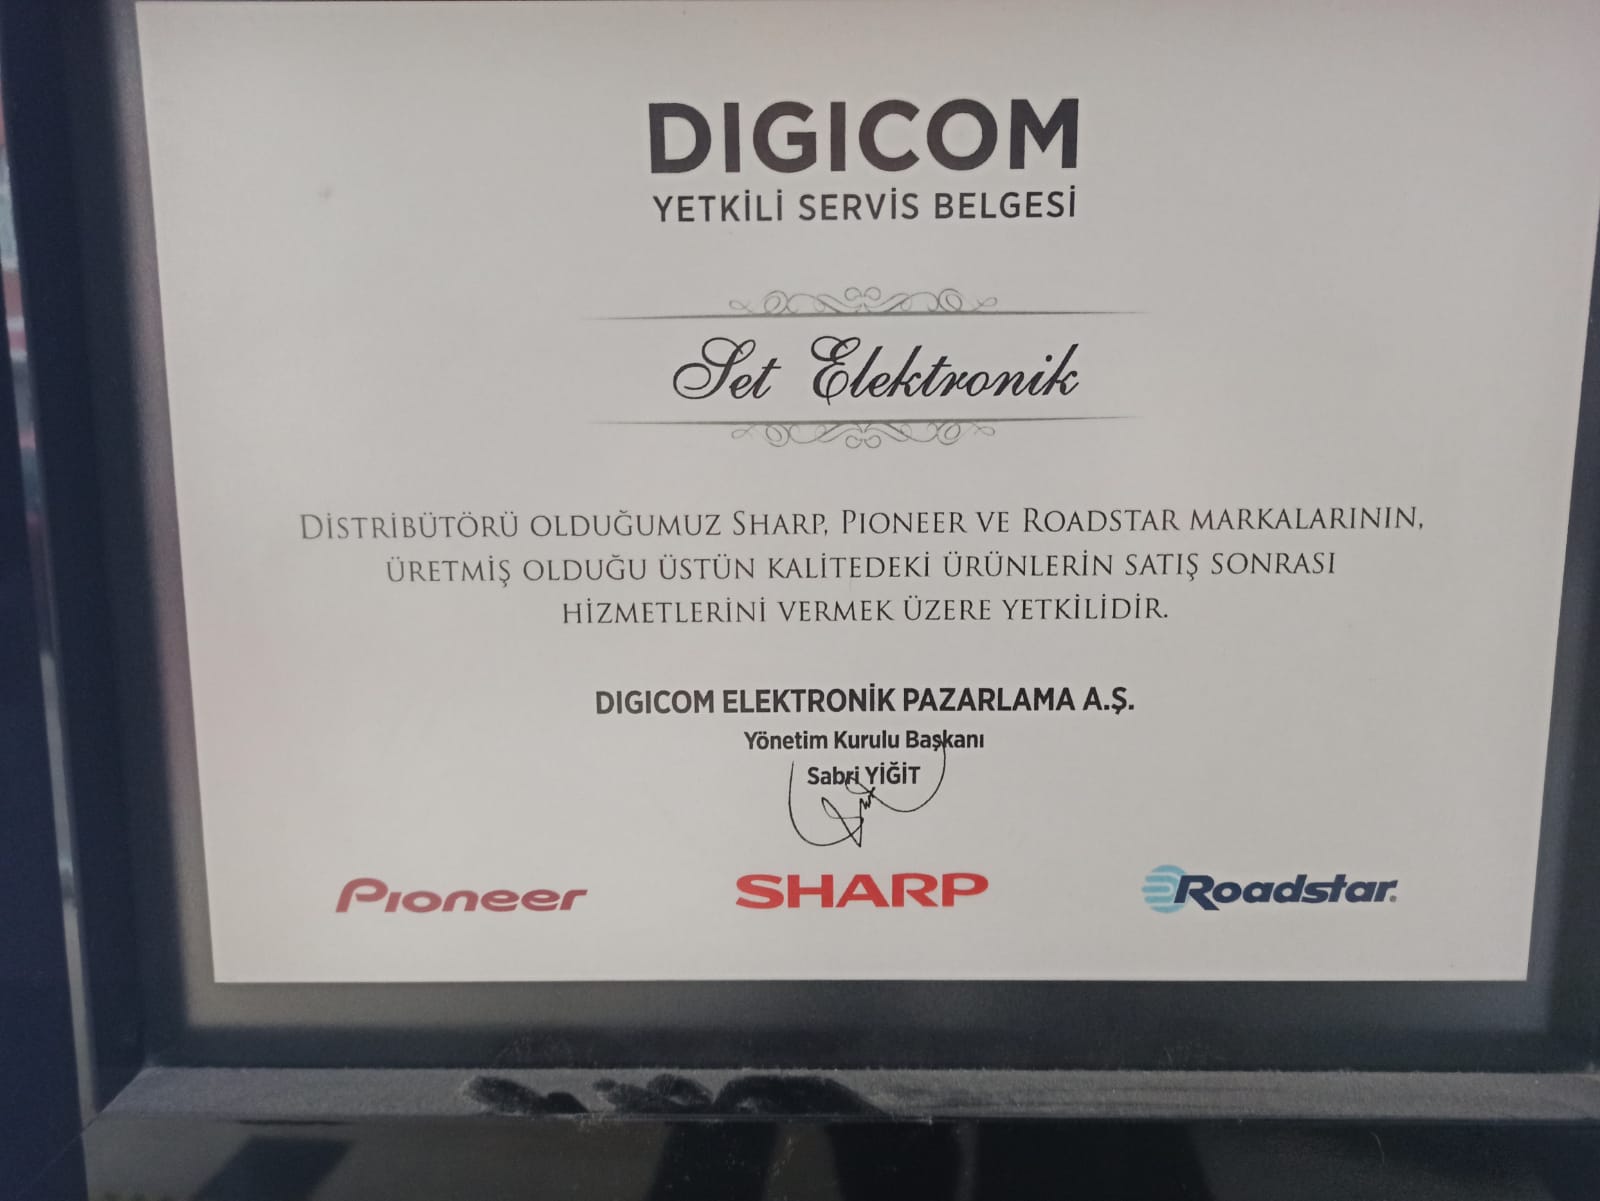 DIGICOM
YETKİLİ SERVİS BELGESİ
Set Elektronik
DİSTRİBÜTÖRÜ OLDUĞUMUZ SHARP, PIONEER VE ROADSTAR MARKALARININ,
ÜRETMİŞ OLDUĞU ÜSTÜN KALİTEDEKİ ÜRÜNLERİN SATIŞ SONRASI
HİZMETLERİNİ VERMEK ÜZERE YETKİLİDİR.
DIGICOM ELEKTRONİK PAZARLAMA A.Ş.
Yönetim Kurulu Başkanı
Sabri YİĞİT
Pioneer SHARP Roadstar.